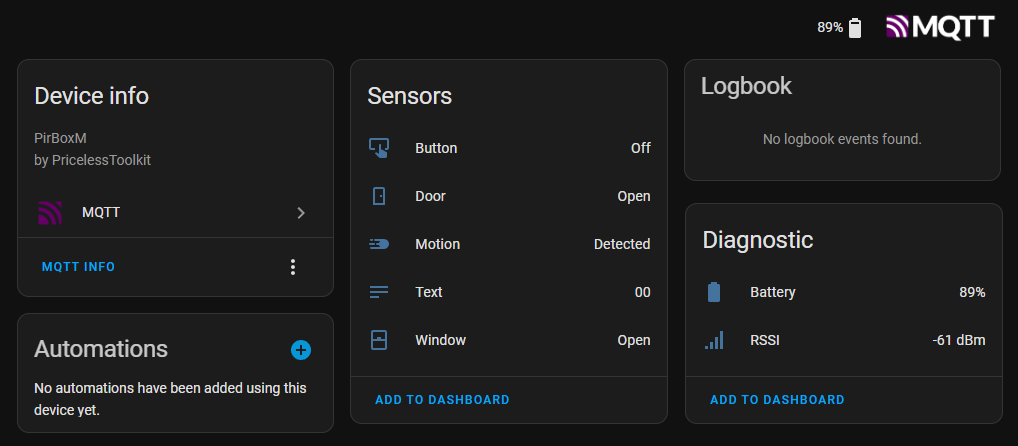 89%
MQTT
Device info
PirBoxM
by PricelessToolkit
MQTT
MQTT INFO
Automations
No automations have been added using this
device yet.
Sensors
Button Off
Door Open
Motion Detected
Text 00
Window Open
ADD TO DASHBOARD
Logbook
No logbook events found.
Diagnostic
Battery 89%
RSSI -61 dBm
ADD TO DASHBOARD